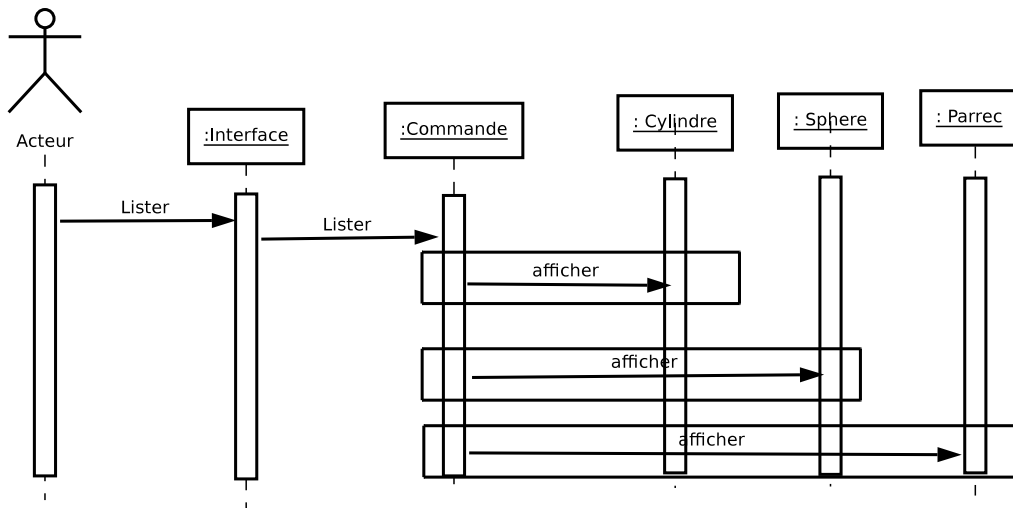 Acteur
:Interface
:Commande
: Cylindre
: Sphere
: Parrec
Lister
Lister
afficher
afficher
afficher